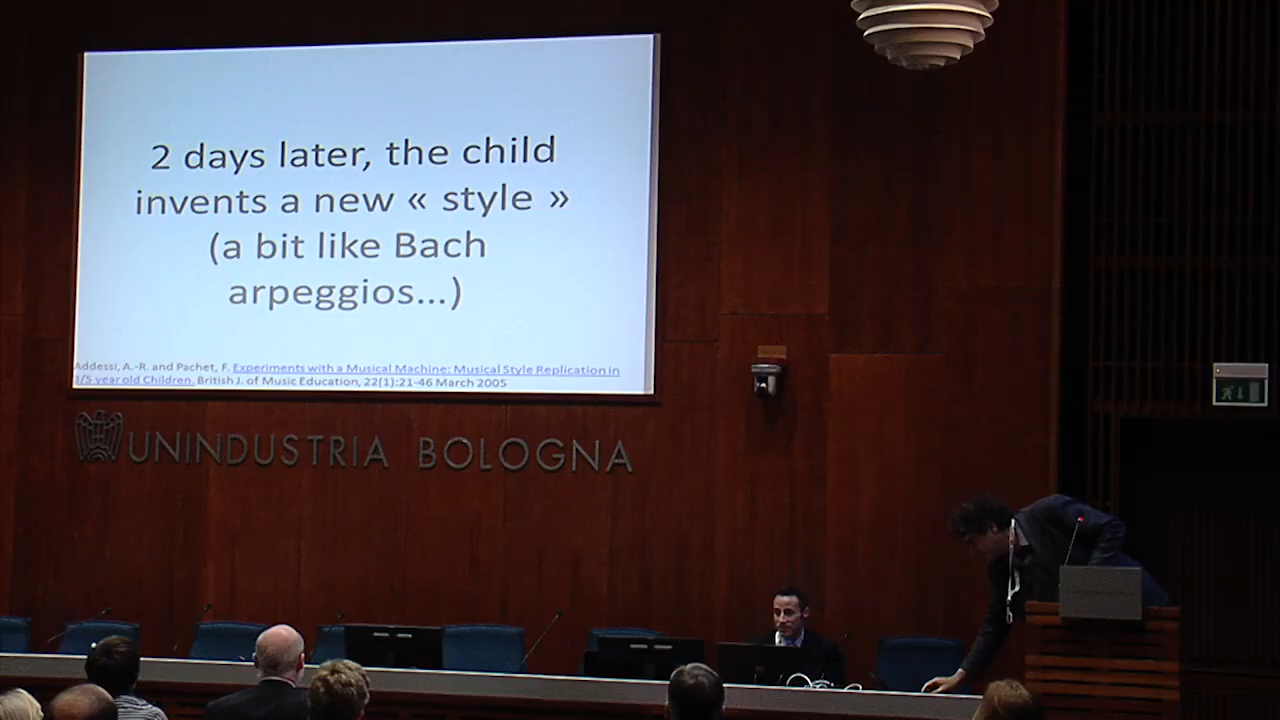 2 days later, the child
invents a new « style »
(a bit like Bach
arpeggios...)
Addessi, A.-R. and Pachet, F. Experiments with a Musical Machine: Musical Style Replication in
3/5 year old Children. British J. of Music Education, 22(1):21-46 March 2005
UNINDUSTRIA BOLOGNA